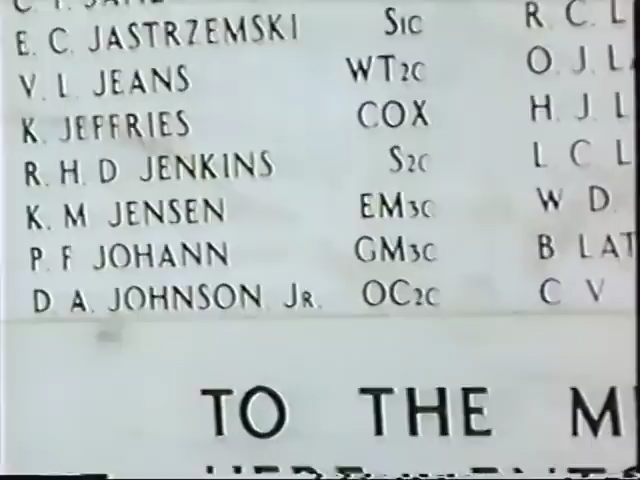 E. C. JASTRZEMSKI S1C R. C. L
V. L JEANS WT2C O. J. L
K. JEFFRIES COX H. J. L
R. H. D JENKINS S2C L C L
K. M JENSEN EM3C W D.
P. F JOHANN GM3C B LAT
D A. JOHNSON JR. OC2C C V
TO THE M